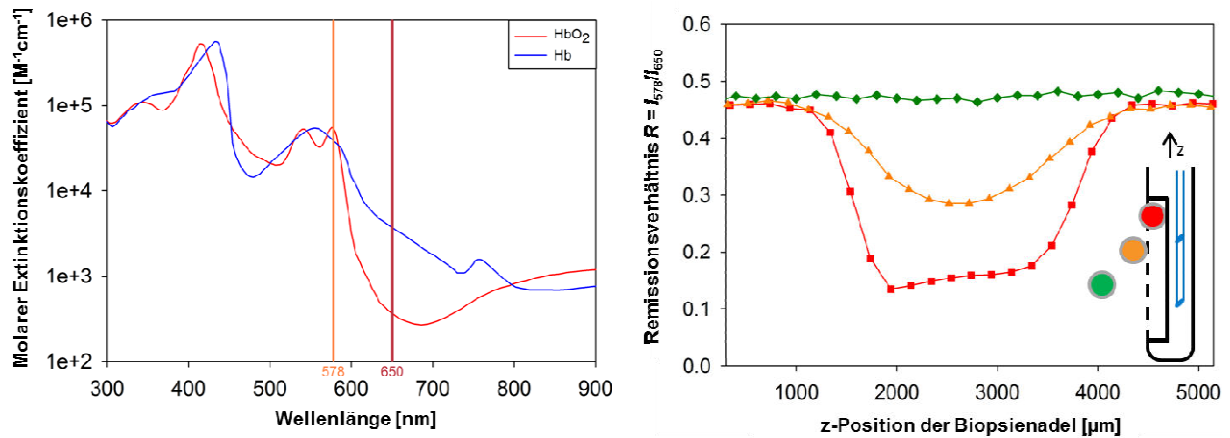 Molarer Extinktionskoeffizient [M⁻¹cm⁻¹]
1e+6
1e+5
1e+4
1e+3
1e+2
HbO₂
Hb
578
650
300
400
500
600
700
800
900
Wellenlänge [nm]
Remissionsverhältnis R = I₅₇₈/I₆₅₀
0.6
0.5
0.4
0.3
0.2
0.1
0.0
z
1000
2000
3000
4000
5000
z-Position der Biopsienadel [µm]